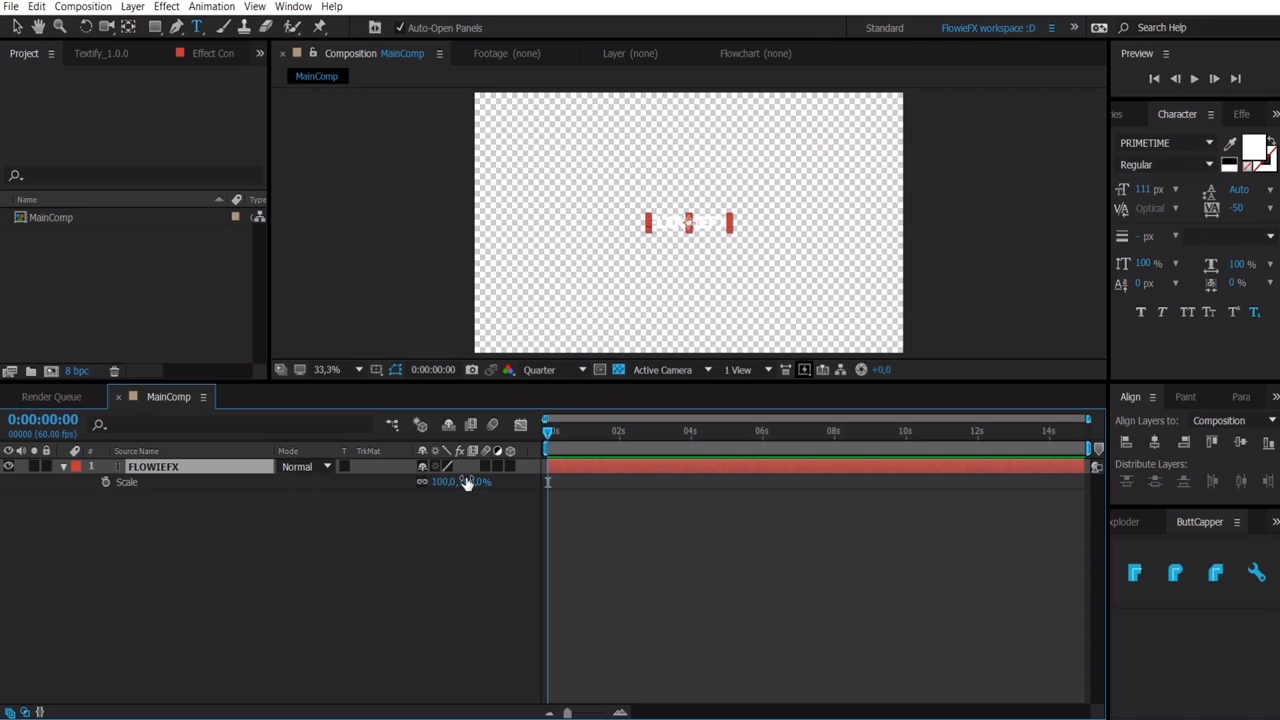 File Edit Composition Layer Effect Animation View Window Help
Auto-Open Panels Standard FlowieFX workspace :D Search Help
Project Textify_1.0.0 Effect Con Composition MainComp Footage (none) Layer (none) Flowchart (none) Preview
MainComp
ies Character Effe
PRIMETIME
Regular
111 px Auto
Optical -50
- px
100 % 100 %
0 px 0 %
T T TT Tt
Name Type
MainComp
8 bpc 33,3% 0:00:00:00 Quarter Active Camera 1 View +0,0
Render Queue MainComp Align Paint Para
0:00:00:00
00000 (60.00 fps)
Align Layers to: Composition
02s 04s 06s 08s 10s 12s 14s
# Source Name Mode T TrkMat
1 T FLOWIEFX Normal
Scale
Distribute Layers:
xploder ButtCapper